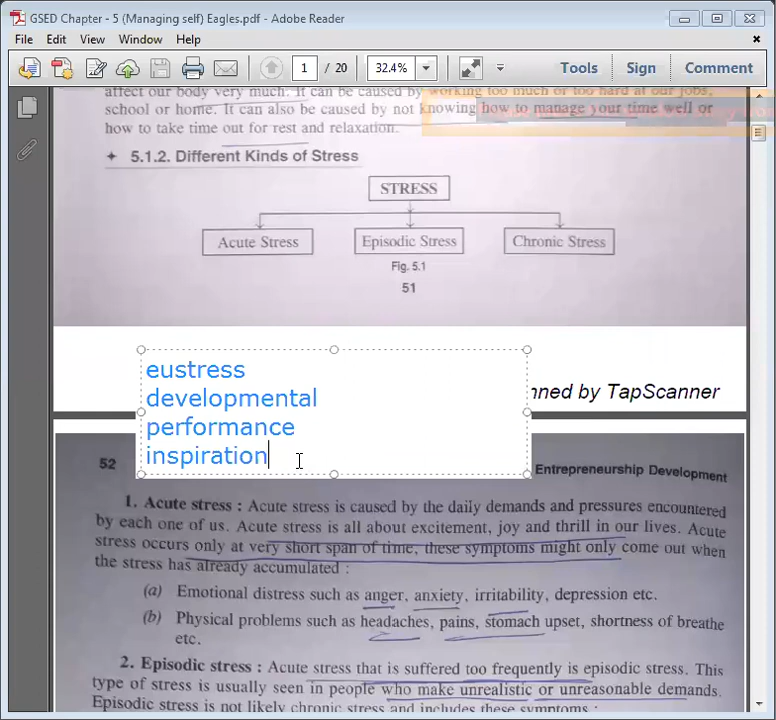 GSED Chapter - 5 (Managing self) Eagles.pdf - Adobe Reader
File Edit View Window Help
1 / 20 32.4% Tools Sign Comment
affect our body very much. It can be caused by working too much or too hard at our jobs,
school or home. It can also be caused by not knowing how to manage your time well or
how to take time out for rest and relaxation.
5.1.2. Different Kinds of Stress
STRESS
Acute Stress Episodic Stress Chronic Stress
Fig. 5.1
51
eustress
developmental
performance
inspiration
nned by TapScanner
52 Entrepreneurship Development
1. Acute stress : Acute stress is caused by the daily demands and pressures encountered
by each one of us. Acute stress is all about excitement, joy and thrill in our lives. Acute
stress occurs only at very short span of time, these symptoms might only come out when
the stress has already accumulated :
(a) Emotional distress such as anger, anxiety, irritability, depression etc.
(b) Physical problems such as headaches, pains, stomach upset, shortness of breathe
etc.
2. Episodic stress : Acute stress that is suffered too frequently is episodic stress. This
type of stress is usually seen in people who make unrealistic or unreasonable demands.
Episodic stress is not likely chronic stress and includes these symptoms :